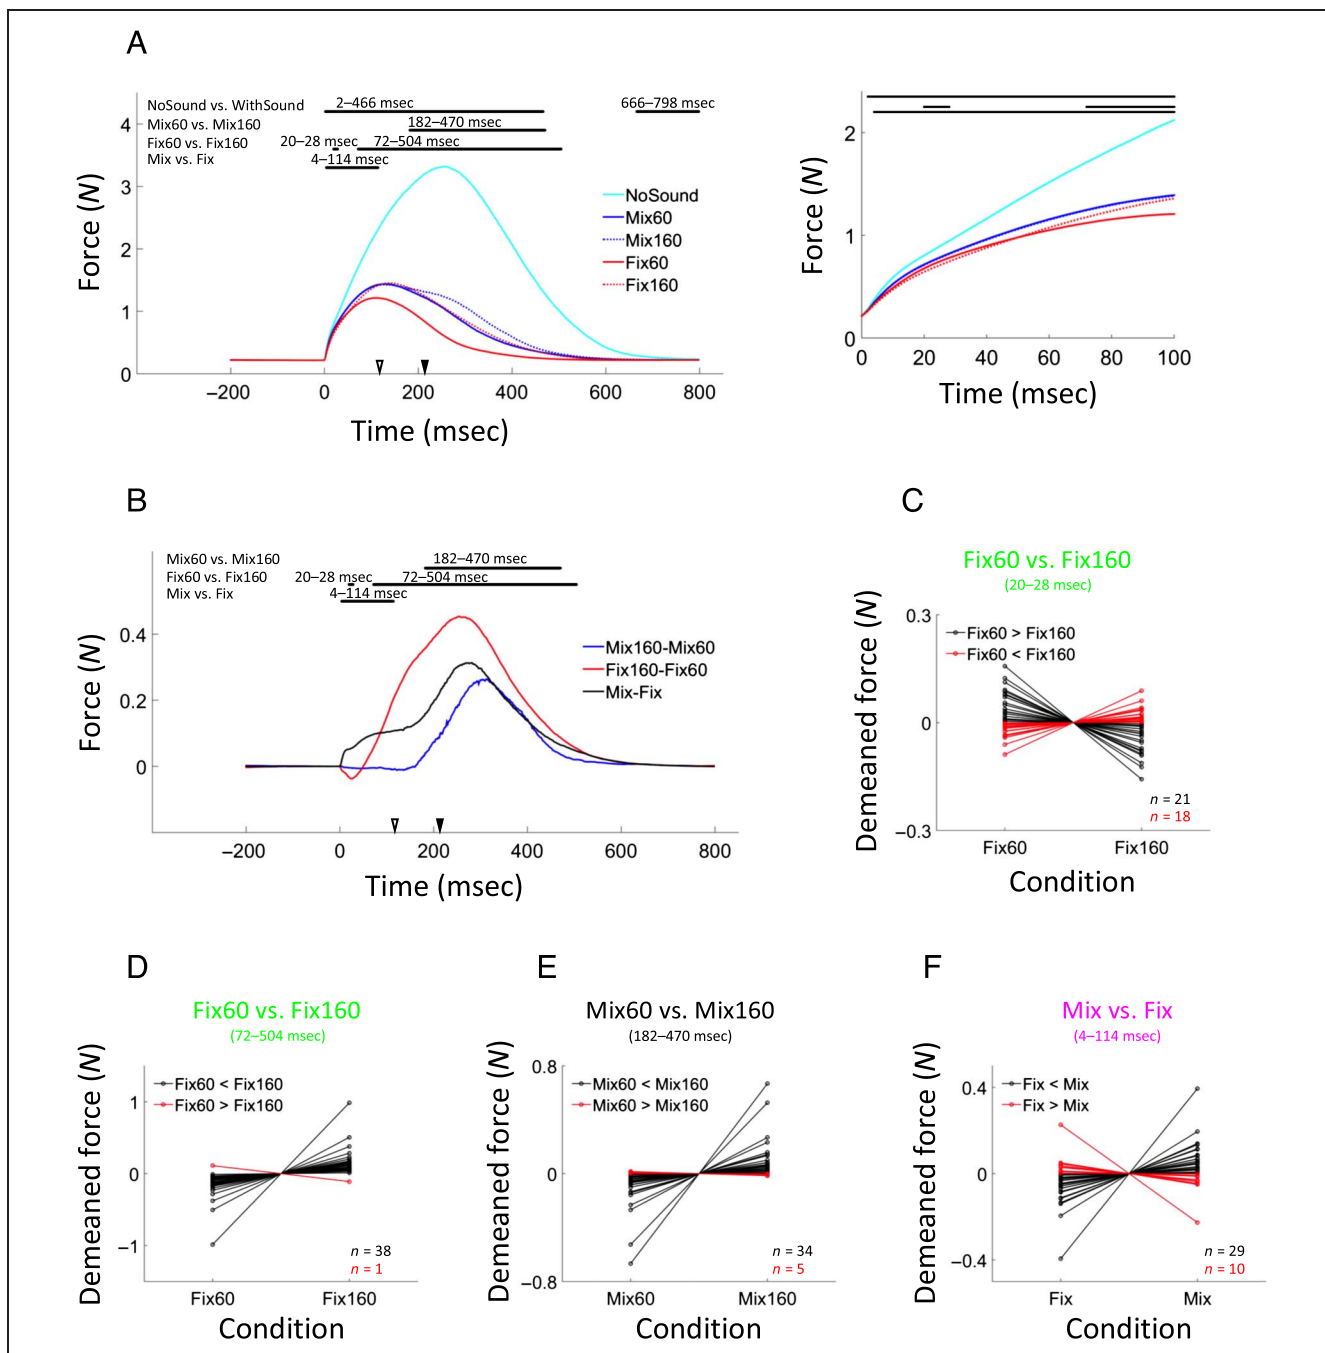 A
NoSound vs. WithSound
2–466 msec
666–798 msec
Mix60 vs. Mix160
182–470 msec
Fix60 vs. Fix160
20–28 msec
72–504 msec
Mix vs. Fix
4–114 msec
4
3
2
1
0
Force (N)
NoSound
Mix60
Mix160
Fix60
Fix160
−200
0
200
400
600
800
Time (msec)
2
1
0
Force (N)
0
20
40
60
80
100
Time (msec)
B
Mix60 vs. Mix160
182–470 msec
Fix60 vs. Fix160
20–28 msec
72–504 msec
Mix vs. Fix
4–114 msec
0.4
0.2
0
Force (N)
Mix160-Mix60
Fix160-Fix60
Mix-Fix
−200
0
200
400
600
800
Time (msec)
C
Fix60 vs. Fix160
(20–28 msec)
0.3
0
−0.3
Demeaned force (N)
Fix60 > Fix160
Fix60 < Fix160
n = 21
n = 18
Fix60
Fix160
Condition
D
Fix60 vs. Fix160
(72–504 msec)
1
0
−1
Demeaned force (N)
Fix60 < Fix160
Fix60 > Fix160
n = 38
n = 1
Fix60
Fix160
Condition
E
Mix60 vs. Mix160
(182–470 msec)
0.8
0
−0.8
Demeaned force (N)
Mix60 < Mix160
Mix60 > Mix160
n = 34
n = 5
Mix60
Mix160
Condition
F
Mix vs. Fix
(4–114 msec)
0.4
0
−0.4
Demeaned force (N)
Fix < Mix
Fix > Mix
n = 29
n = 10
Fix
Mix
Condition